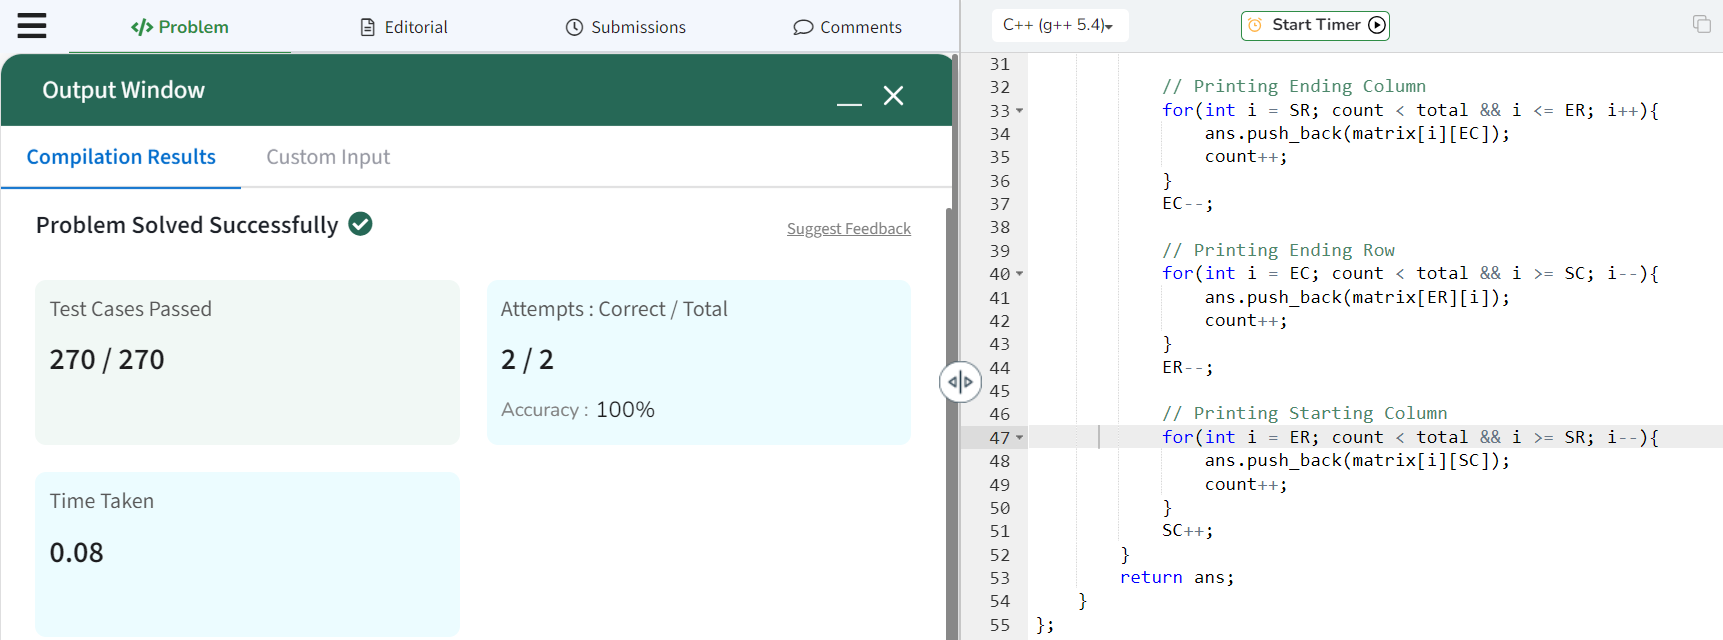 </> Problem
Editorial
Submissions
Comments
Output Window
Compilation Results
Custom Input
Problem Solved Successfully
Suggest Feedback
Test Cases Passed
270 / 270
Attempts : Correct / Total
2 / 2
Accuracy : 100%
Time Taken
0.08
C++ (g++ 5.4)
Start Timer
31
32 // Printing Ending Column
33 for(int i = SR; count < total && i <= ER; i++){
34 ans.push_back(matrix[i][EC]);
35 count++;
36 }
37 EC--;
38
39 // Printing Ending Row
40 for(int i = EC; count < total && i >= SC; i--){
41 ans.push_back(matrix[ER][i]);
42 count++;
43 }
44 ER--;
45
46 // Printing Starting Column
47 for(int i = ER; count < total && i >= SR; i--){
48 ans.push_back(matrix[i][SC]);
49 count++;
50 }
51 SC++;
52 }
53 return ans;
54 }
55 };